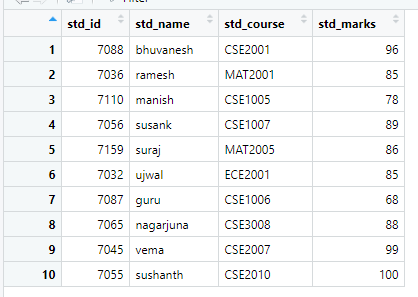 Filter
std_id std_name std_course std_marks
1 7088 bhuvanesh CSE2001 96
2 7036 ramesh MAT2001 85
3 7110 manish CSE1005 78
4 7056 susank CSE1007 89
5 7159 suraj MAT2005 86
6 7032 ujwal ECE2001 85
7 7087 guru CSE1006 68
8 7065 nagarjuna CSE3008 88
9 7045 vema CSE2007 99
10 7055 sushanth CSE2010 100